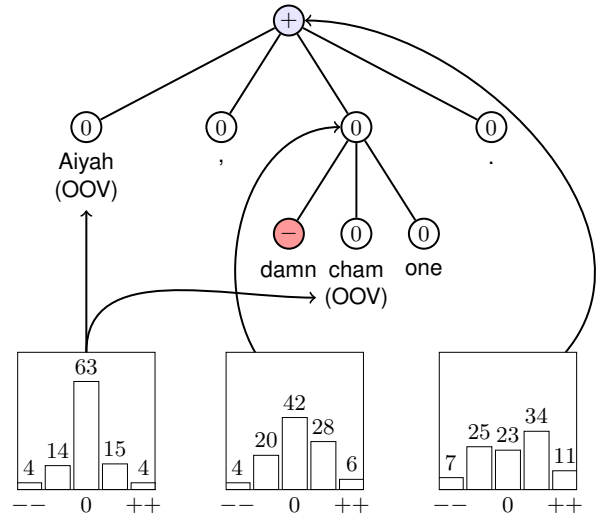 +
0 0 0 0
Aiyah , .
(OOV)
− 0 0
damn cham one
(OOV)
63
14 15
4 4
−− 0 ++
42
20 28
4 6
−− 0 ++
34
25 23
7 11
−− 0 ++